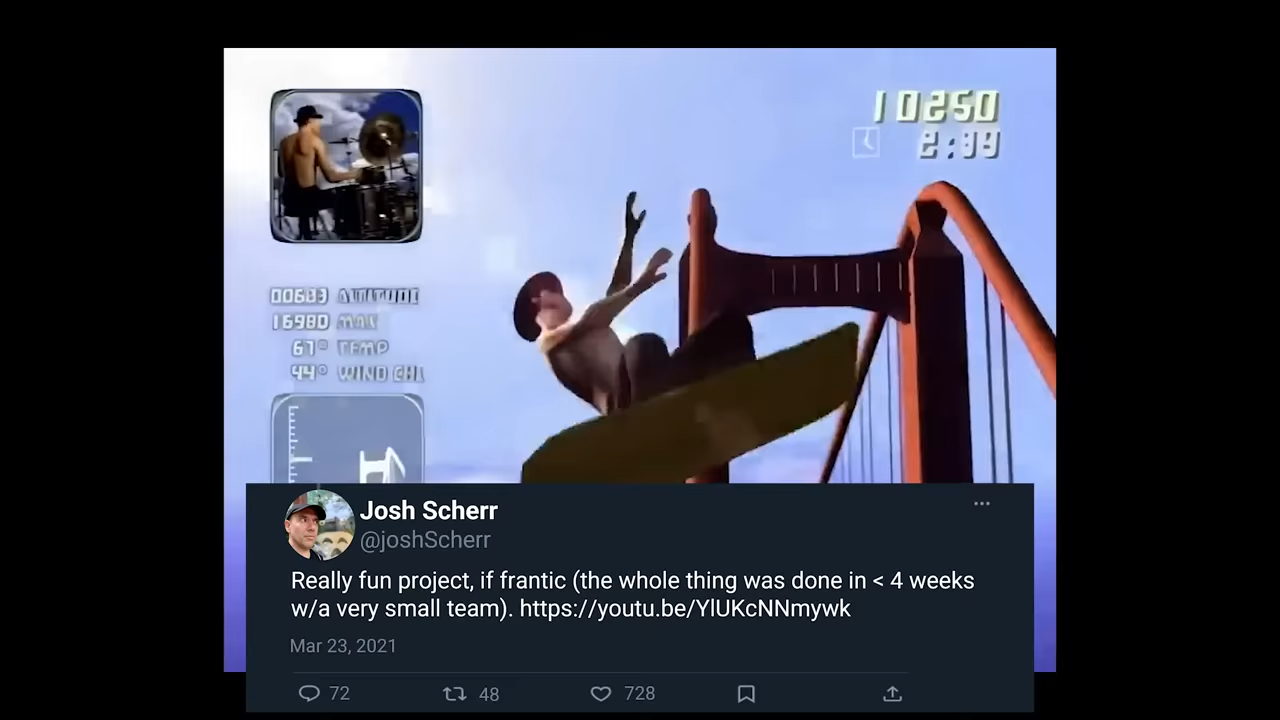 10250
2:99
00633 ALTITUDE
16980 MAX
67° TEMP
44° WIND CHI
Josh Scherr
@joshScherr
Really fun project, if frantic (the whole thing was done in < 4 weeks
w/a very small team). https://youtu.be/YlUKcNNmywk
Mar 23, 2021
72 48 728